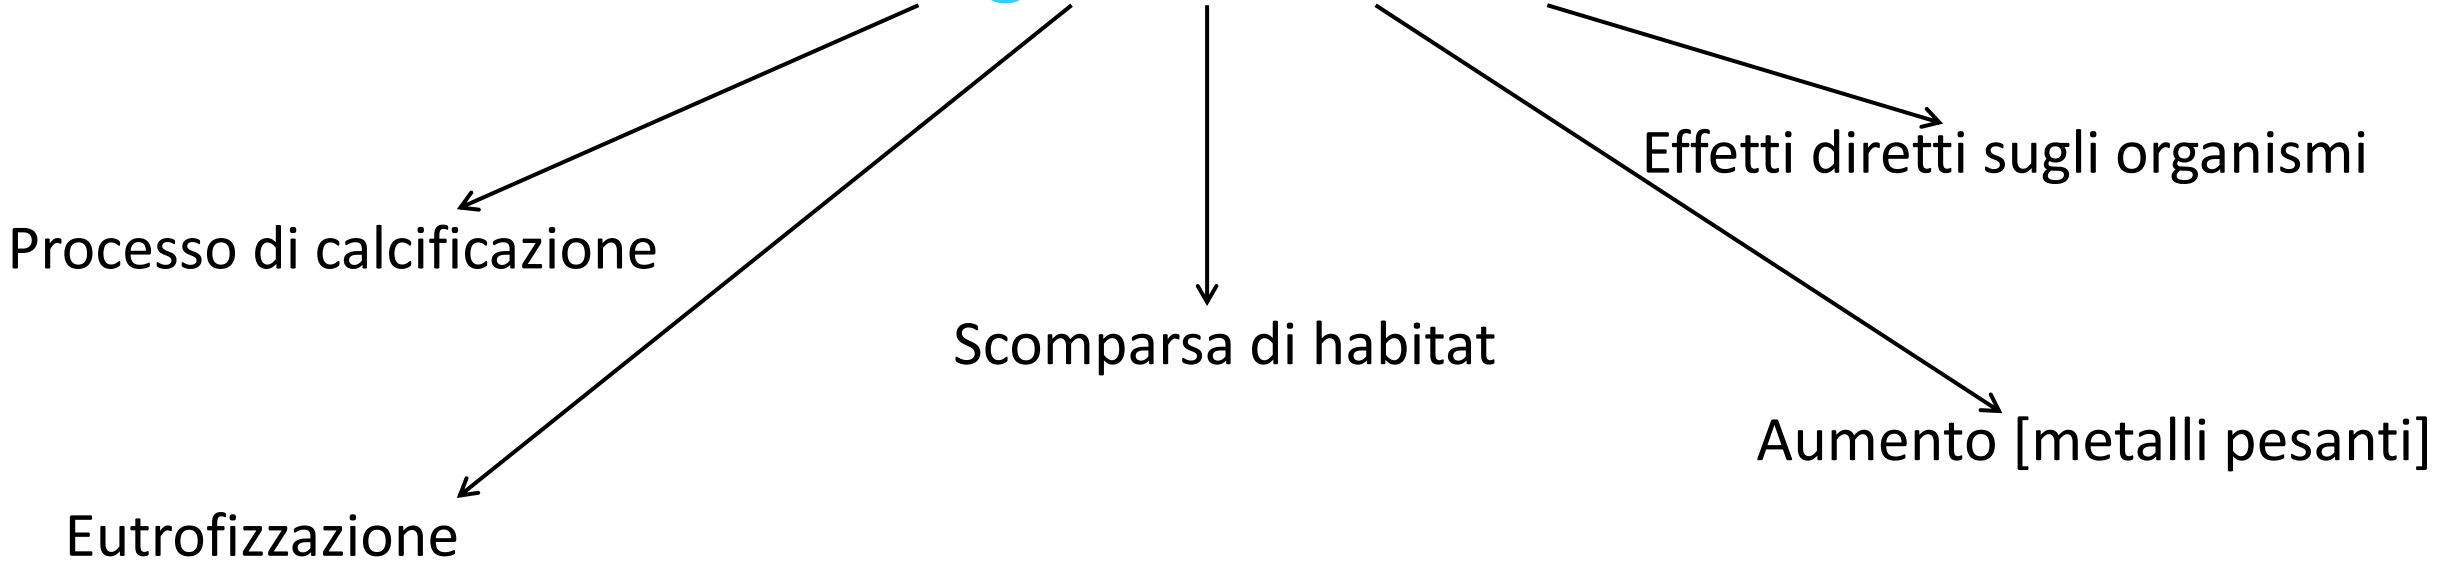 Effetti diretti sugli organismi
Processo di calcificazione
Scomparsa di habitat
Aumento [metalli pesanti]
Eutrofizzazione